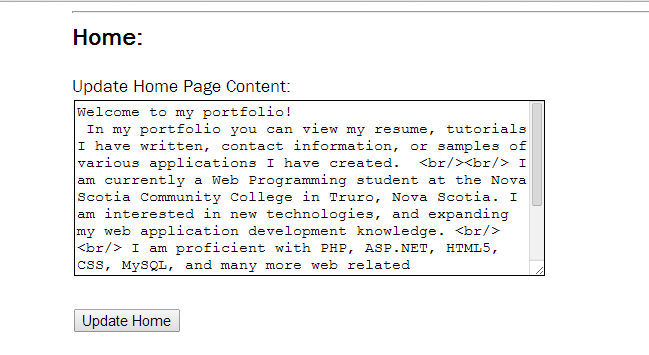 Home:
Update Home Page Content:
Welcome to my portfolio!
In my portfolio you can view my resume, tutorials
I have written, contact information, or samples of
various applications I have created.  <br/><br/> I
am currently a Web Programming student at the Nova
Scotia Community College in Truro, Nova Scotia. I
am interested in new technologies, and expanding
my web application development knowledge. <br/>
<br/> I am proficient with PHP, ASP.NET, HTML5,
CSS, MySQL, and many more web related
Update Home